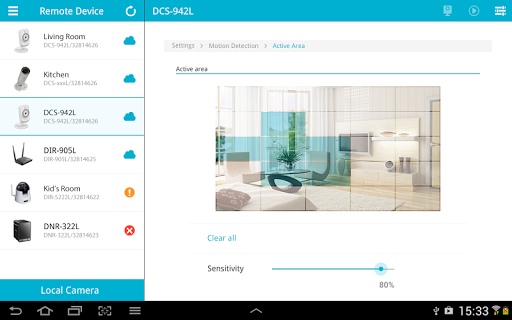 Remote Device
DCS-942L
Living Room
DCS-942L/32814626
Kitchen
DCS-xxxL/32814626
DCS-942L
DCS-942L/32814626
DIR-905L
DIR-905L/32814625
Kid's Room
DIR-5222L/32814622
DNR-322L
DNR-322L/32814623
Local Camera
Settings > Motion Detection > Active Area
Active area
Clear all
Sensitivity
80%
15:33